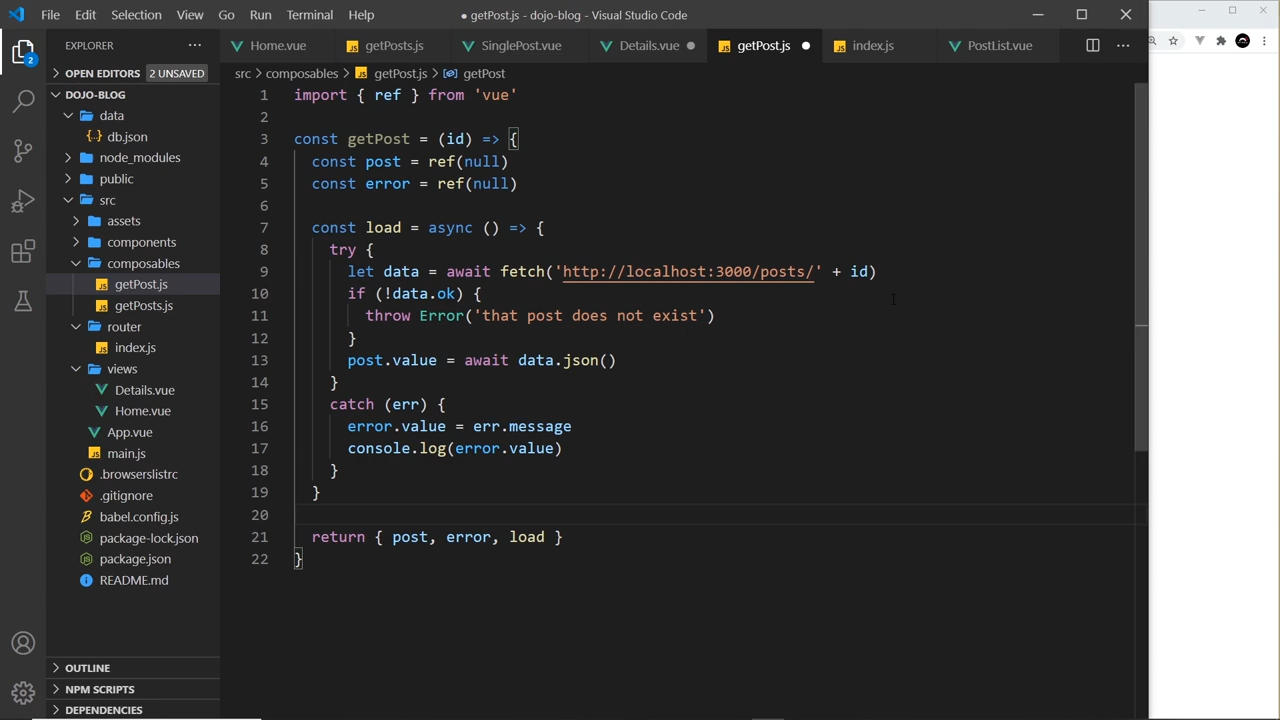 File Edit Selection View Go Run Terminal Help ● getPost.js - dojo-blog - Visual Studio Code
EXPLORER
Home.vue getPosts.js SinglePost.vue Details.vue getPost.js index.js PostList.vue
OPEN EDITORS 2 UNSAVED
src > composables > getPost.js > getPost
DOJO-BLOG
data
db.json
node_modules
public
src
assets
components
composables
getPost.js
getPosts.js
router
index.js
views
Details.vue
Home.vue
App.vue
main.js
.browserslistrc
.gitignore
babel.config.js
package-lock.json
package.json
README.md
OUTLINE
NPM SCRIPTS
DEPENDENCIES
2
1 import { ref } from 'vue'
2
3 const getPost = (id) => {
4 const post = ref(null)
5 const error = ref(null)
6
7 const load = async () => {
8 try {
9 let data = await fetch('http://localhost:3000/posts/' + id)
10 if (!data.ok) {
11 throw Error('that post does not exist')
12 }
13 post.value = await data.json()
14 }
15 catch (err) {
16 error.value = err.message
17 console.log(error.value)
18 }
19 }
20
21 return { post, error, load }
22 }